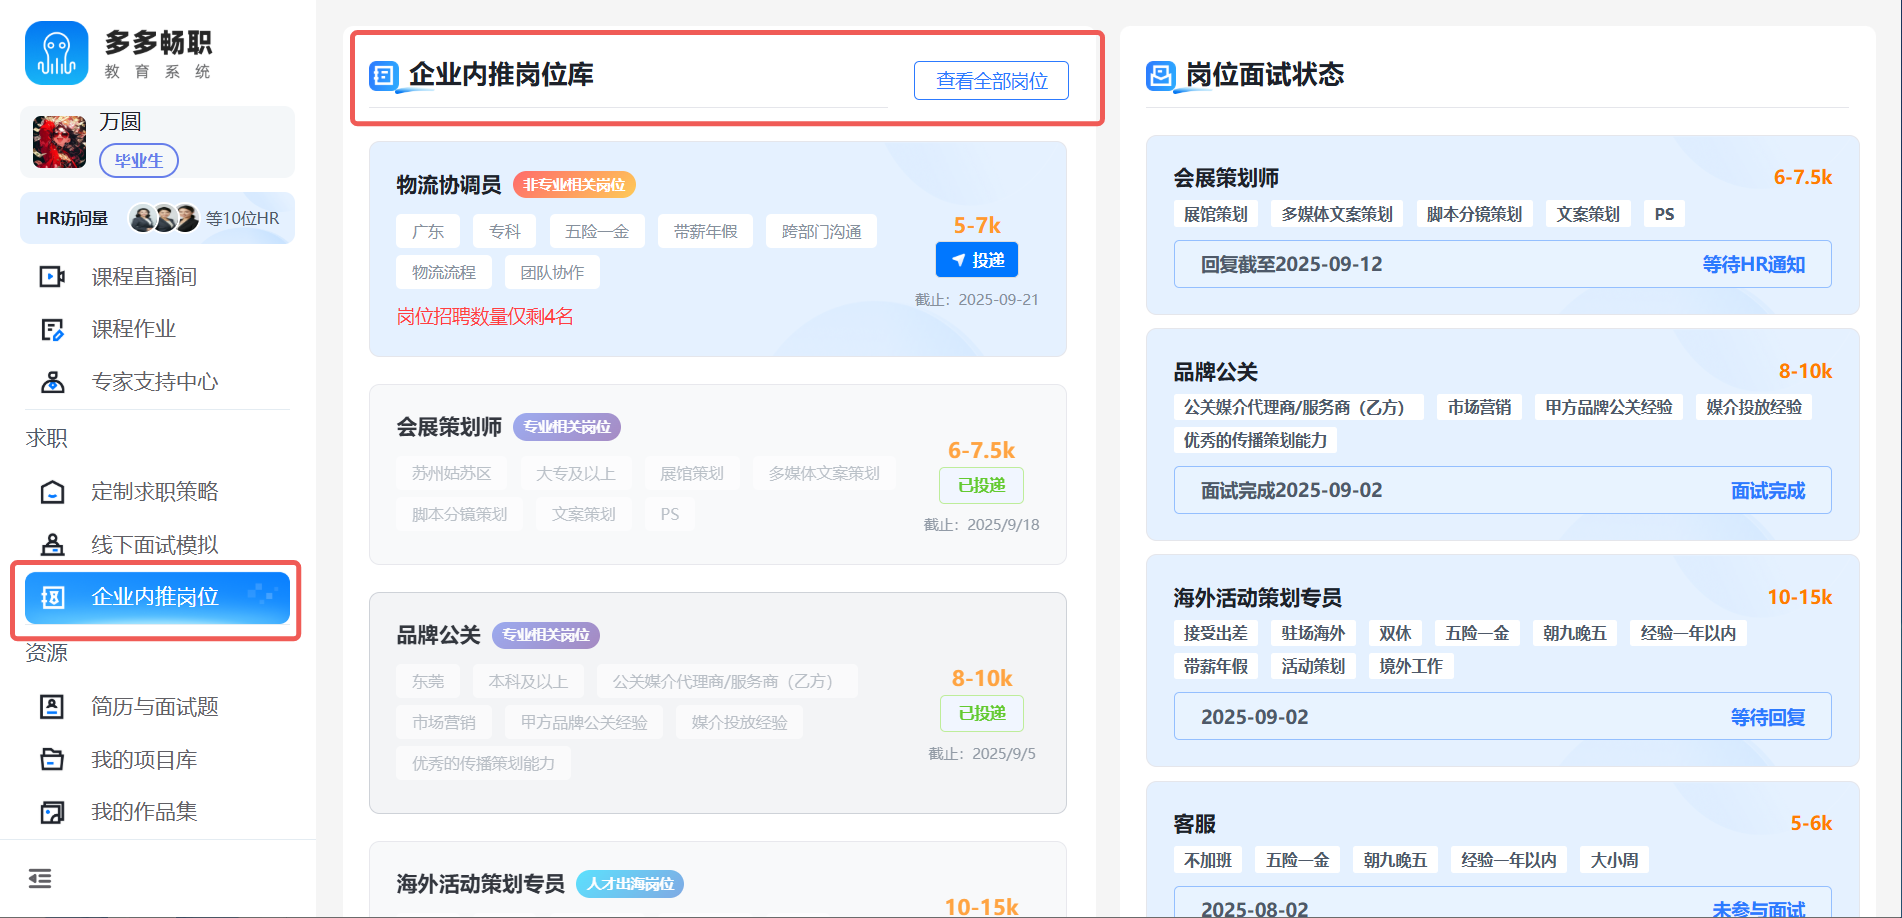 多多畅职
教育系统
万圆
毕业生
HR访问量
等10位HR
课程直播间
课程作业
专家支持中心
求职
定制求职策略
线下面试模拟
企业内推岗位
资源
简历与面试题
我的项目库
我的作品集
企业内推岗位库
查看全部岗位
物流协调员 非专业相关岗位
广东 专科 五险一金 带薪年假 跨部门沟通
物流流程 团队协作
岗位招聘数量仅剩4名
5-7k
投递
截止：2025-09-21
会展策划师 专业相关岗位
苏州姑苏区 大专及以上 展馆策划 多媒体文案策划
脚本分镜策划 文案策划 PS
6-7.5k
已投递
截止：2025/9/18
品牌公关 专业相关岗位
东莞 本科及以上 公关媒介代理商/服务商（乙方）
市场营销 甲方品牌公关经验 媒介投放经验
优秀的传播策划能力
8-10k
已投递
截止：2025/9/5
海外活动策划专员 人才出海岗位
10-15k
岗位面试状态
会展策划师 6-7.5k
展馆策划 多媒体文案策划 脚本分镜策划 文案策划 PS
回复截至2025-09-12 等待HR通知
品牌公关 8-10k
公关媒介代理商/服务商（乙方） 市场营销 甲方品牌公关经验 媒介投放经验
优秀的传播策划能力
面试完成2025-09-02 面试完成
海外活动策划专员 10-15k
接受出差 驻场海外 双休 五险一金 朝九晚五 经验一年以内
带薪年假 活动策划 境外工作
2025-09-02 等待回复
客服 5-6k
不加班 五险一金 朝九晚五 经验一年以内 大小周
2025-08-02 未参与面试